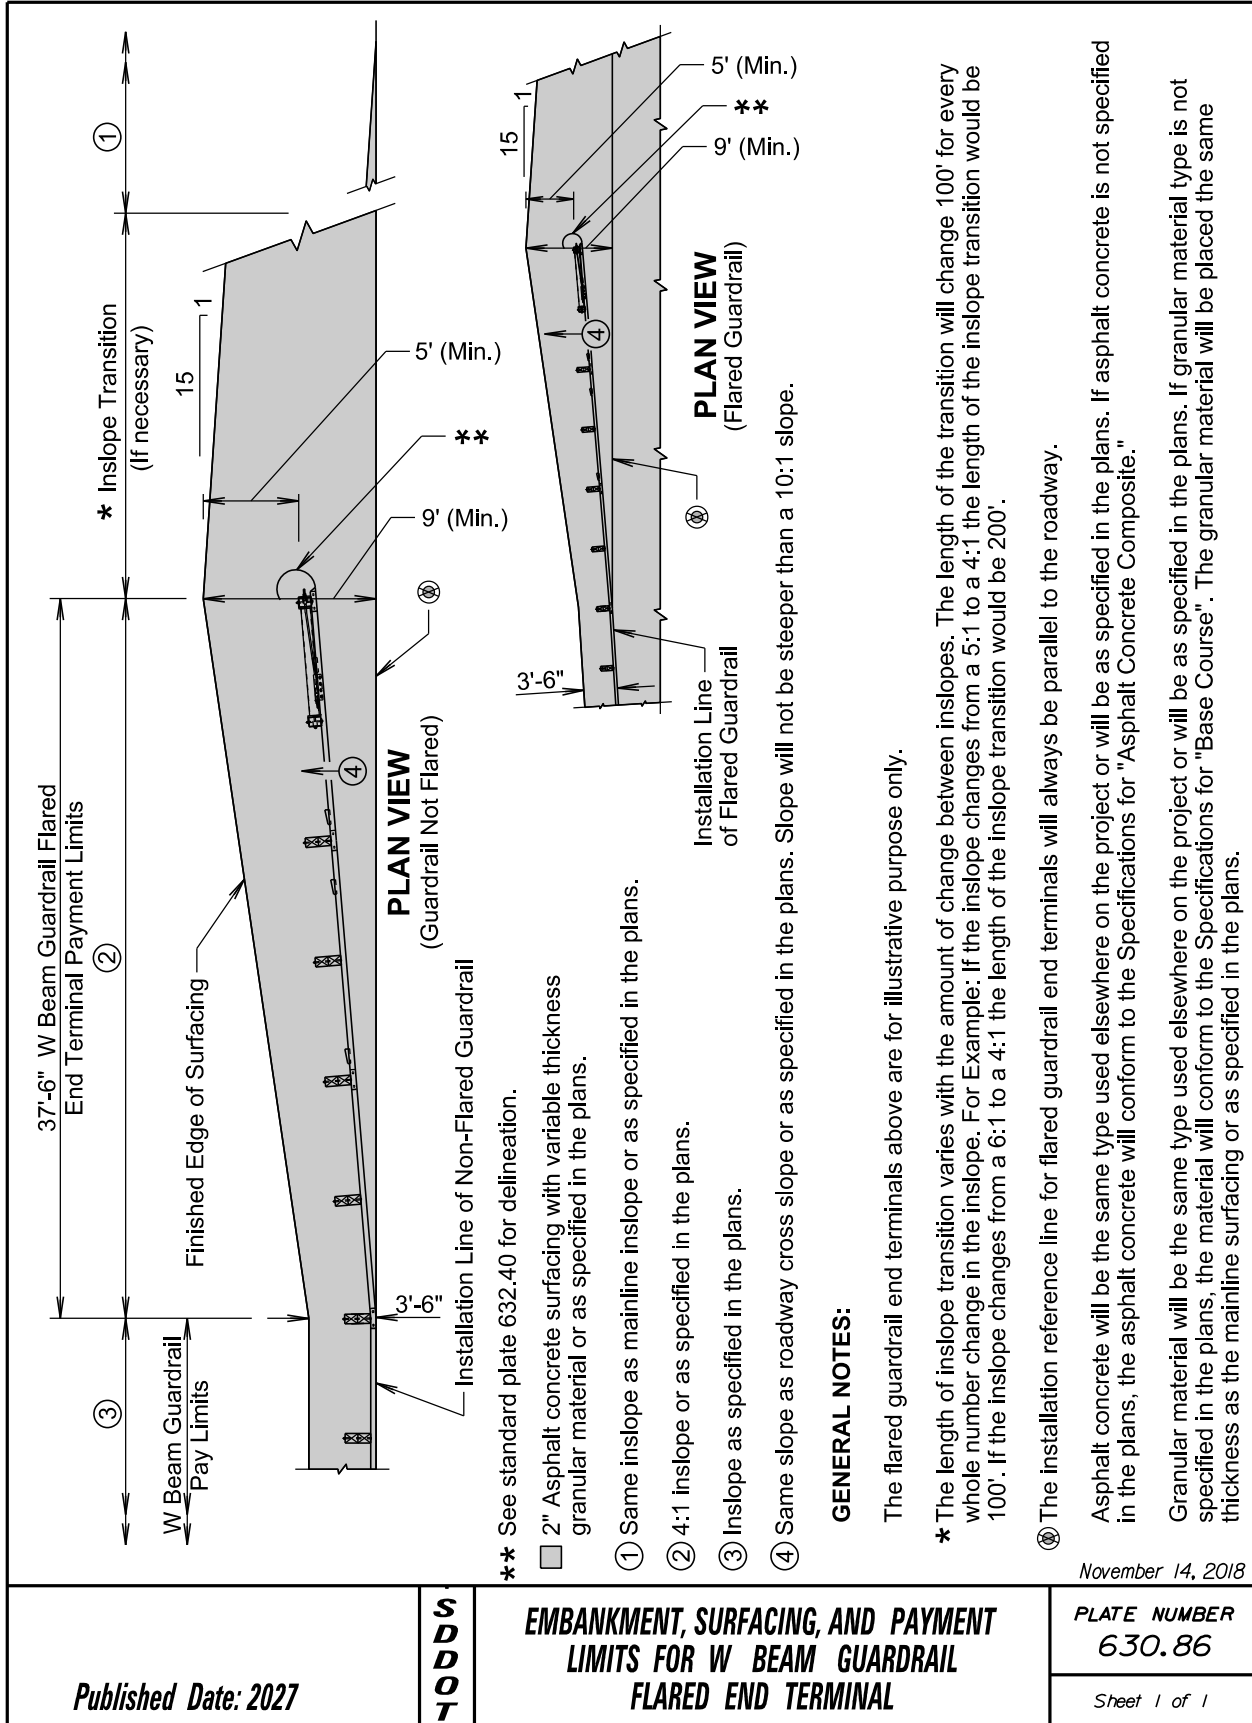 37'-6" W Beam Guardrail Flared
End Terminal Payment Limits
W Beam Guardrail
Pay Limits
③
②
* Inslope Transition
(If necessary)
①
Finished Edge of Surfacing
15
1
5' (Min.)
**
9' (Min.)
④
3'-6"
Installation Line of Non-Flared Guardrail
PLAN VIEW
(Guardrail Not Flared)
15
1
5' (Min.)
**
9' (Min.)
④
3'-6"
Installation Line
of Flared Guardrail
PLAN VIEW
(Flared Guardrail)
** See standard plate 632.40 for delineation.
2" Asphalt concrete surfacing with variable thickness
granular material or as specified in the plans.
① Same inslope as mainline inslope or as specified in the plans.
② 4:1 inslope or as specified in the plans.
③ Inslope as specified in the plans.
④ Same slope as roadway cross slope or as specified in the plans. Slope will not be steeper than a 10:1 slope.
GENERAL NOTES:
The flared guardrail end terminals above are for illustrative purpose only.
* The length of inslope transition varies with the amount of change between inslopes. The length of the transition will change 100' for every
whole number change in the inslope. For Example: If the inslope changes from a 5:1 to a 4:1 the length of the inslope transition would be
100'. If the inslope changes from a 6:1 to a 4:1 the length of the inslope transition would be 200'.
The installation reference line for flared guardrail end terminals will always be parallel to the roadway.
Asphalt concrete will be the same type used elsewhere on the project or will be as specified in the plans. If asphalt concrete is not specified
in the plans, the asphalt concrete will conform to the Specifications for "Asphalt Concrete Composite."
Granular material will be the same type used elsewhere on the project or will be as specified in the plans. If granular material type is not
specified in the plans, the material will conform to the Specifications for "Base Course". The granular material will be placed the same
thickness as the mainline surfacing or as specified in the plans.
November 14, 2018
Published Date: 2027
SDDOT
EMBANKMENT, SURFACING, AND PAYMENT
LIMITS FOR W BEAM GUARDRAIL
FLARED END TERMINAL
PLATE NUMBER
630.86
Sheet 1 of 1